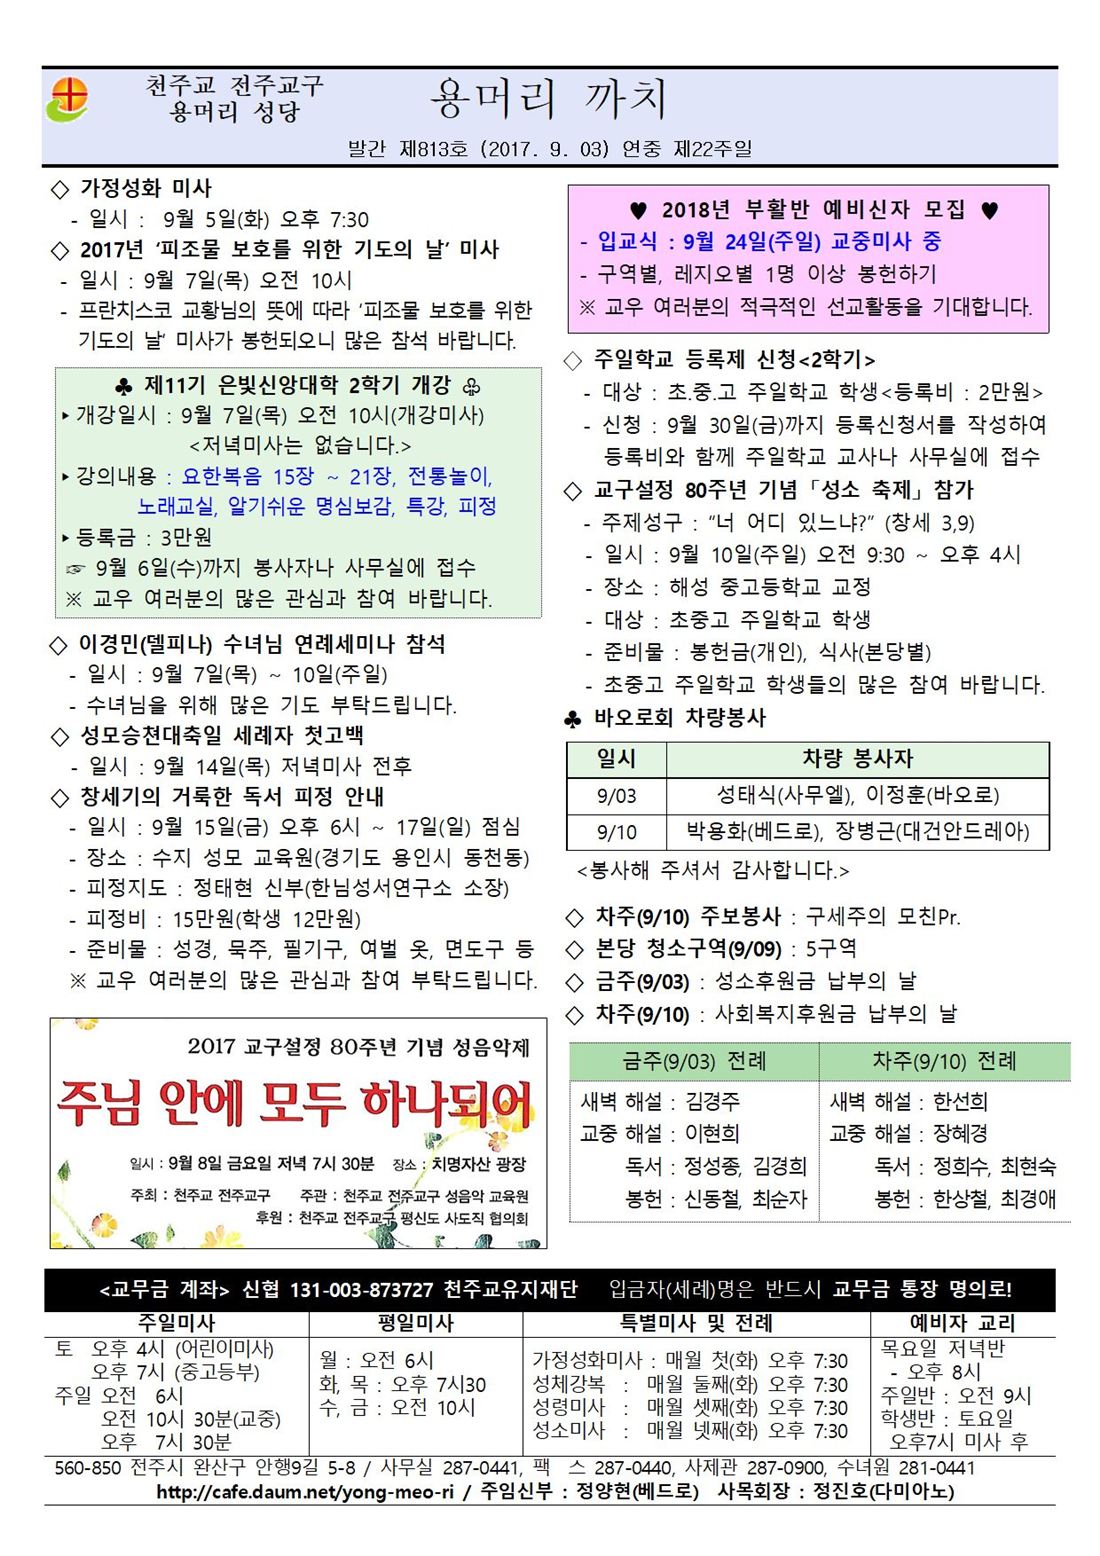 천주교 전주교구
용머리 성당
용머리 까치
발간 제813호 (2017. 9. 03) 연중 제22주일
◇ 가정성화 미사
- 일시 : 9월 5일(화) 오후 7:30
◇ 2017년 ‘피조물 보호를 위한 기도의 날’ 미사
- 일시 : 9월 7일(목) 오전 10시
- 프란치스코 교황님의 뜻에 따라 ‘피조물 보호를 위한
기도의 날’ 미사가 봉헌되오니 많은 참석 바랍니다.
♣ 제11기 은빛신앙대학 2학기 개강 ♧
▸개강일시 : 9월 7일(목) 오전 10시(개강미사)
<저녁미사는 없습니다.>
▸강의내용 : 요한복음 15장 ~ 21장, 전통놀이,
노래교실, 알기쉬운 명심보감, 특강, 피정
▸등록금 : 3만원
☞ 9월 6일(수)까지 봉사자나 사무실에 접수
※ 교우 여러분의 많은 관심과 참여 바랍니다.
◇ 이경민(델피나) 수녀님 연례세미나 참석
- 일시 : 9월 7일(목) ~ 10일(주일)
- 수녀님을 위해 많은 기도 부탁드립니다.
◇ 성모승천대축일 세례자 첫고백
- 일시 : 9월 14일(목) 저녁미사 전후
◇ 창세기의 거룩한 독서 피정 안내
- 일시 : 9월 15일(금) 오후 6시 ~ 17일(일) 점심
- 장소 : 수지 성모 교육원(경기도 용인시 동천동)
- 피정지도 : 정태현 신부(한님성서연구소 소장)
- 피정비 : 15만원(학생 12만원)
- 준비물 : 성경, 묵주, 필기구, 여벌 옷, 면도구 등
※ 교우 여러분의 많은 관심과 참여 부탁드립니다.
2017 교구설정 80주년 기념 성음악제
주님 안에 모두 하나되어
일시 : 9월 8일 금요일 저녁 7시 30분 장소 : 치명자산 광장
주최 : 천주교 전주교구 주관 : 천주교 전주교구 성음악 교육원
후원 : 천주교 전주교구 평신도 사도직 협의회
♥ 2018년 부활반 예비신자 모집 ♥
- 입교식 : 9월 24일(주일) 교중미사 중
- 구역별, 레지오별 1명 이상 봉헌하기
※ 교우 여러분의 적극적인 선교활동을 기대합니다.
◇ 주일학교 등록제 신청<2학기>
- 대상 : 초.중.고 주일학교 학생<등록비 : 2만원>
- 신청 : 9월 30일(금)까지 등록신청서를 작성하여
등록비와 함께 주일학교 교사나 사무실에 접수
◇ 교구설정 80주년 기념「성소 축제」참가
- 주제성구 : “너 어디 있느냐?” (창세 3,9)
- 일시 : 9월 10일(주일) 오전 9:30 ~ 오후 4시
- 장소 : 해성 중고등학교 교정
- 대상 : 초중고 주일학교 학생
- 준비물 : 봉헌금(개인), 식사(본당별)
- 초중고 주일학교 학생들의 많은 참여 바랍니다.
♣ 바오로회 차량봉사
일시 차량 봉사자
9/03 성태식(사무엘), 이정훈(바오로)
9/10 박용화(베드로), 장병근(대건안드레아)
<봉사해 주셔서 감사합니다.>
◇ 차주(9/10) 주보봉사 : 구세주의 모친Pr.
◇ 본당 청소구역(9/09) : 5구역
◇ 금주(9/03) : 성소후원금 납부의 날
◇ 차주(9/10) : 사회복지후원금 납부의 날
금주(9/03) 전례 차주(9/10) 전례
새벽 해설 : 김경주 새벽 해설 : 한선희
교중 해설 : 이현희 교중 해설 : 장혜경
독서 : 정성종, 김경희 독서 : 정희수, 최현숙
봉헌 : 신동철, 최순자 봉헌 : 한상철, 최경애
<교무금 계좌> 신협 131-003-873727 천주교유지재단 입금자(세례)명은 반드시 교무금 통장 명의로!
주일미사 평일미사 특별미사 및 전례 예비자 교리
토 오후 4시 (어린이미사)
오후 7시 (중고등부)
주일 오전 6시
오전 10시 30분(교중)
오후 7시 30분
월 : 오전 6시
화, 목 : 오후 7시30
수, 금 : 오전 10시
가정성화미사 : 매월 첫(화) 오후 7:30
성체강복 : 매월 둘째(화) 오후 7:30
성령미사 : 매월 셋째(화) 오후 7:30
성소미사 : 매월 넷째(화) 오후 7:30
목요일 저녁반
- 오후 8시
주일반 : 오전 9시
학생반 : 토요일
오후7시 미사 후
560-850 전주시 완산구 안행9길 5-8 / 사무실 287-0441, 팩 스 287-0440, 사제관 287-0900, 수녀원 281-0441
http://cafe.daum.net/yong-meo-ri / 주임신부 : 정양현(베드로) 사목회장 : 정진호(다미아노)